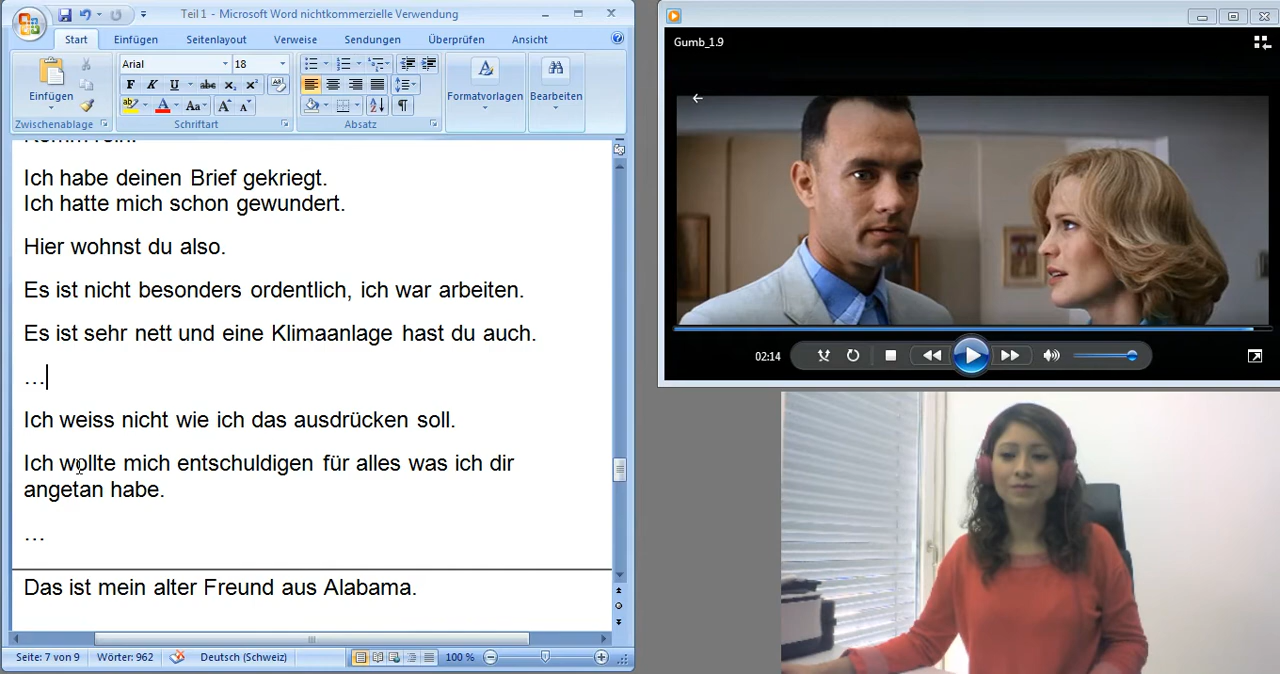 Teil 1 - Microsoft Word nichtkommerzielle Verwendung
Start Einfügen Seitenlayout Verweise Sendungen Überprüfen Ansicht
Arial 18
Einfügen
Formatvorlagen Bearbeiten
Zwischenablage Schriftart Absatz
Ich habe deinen Brief gekriegt.
Ich hatte mich schon gewundert.
Hier wohnst du also.
Es ist nicht besonders ordentlich, ich war arbeiten.
Es ist sehr nett und eine Klimaanlage hast du auch.
…
Ich weiss nicht wie ich das ausdrücken soll.
Ich wollte mich entschuldigen für alles was ich dir
angetan habe.
…
Das ist mein alter Freund aus Alabama.
Seite: 7 von 9 Wörter: 962 Deutsch (Schweiz) 100 %
Gumb_1.9
02:14